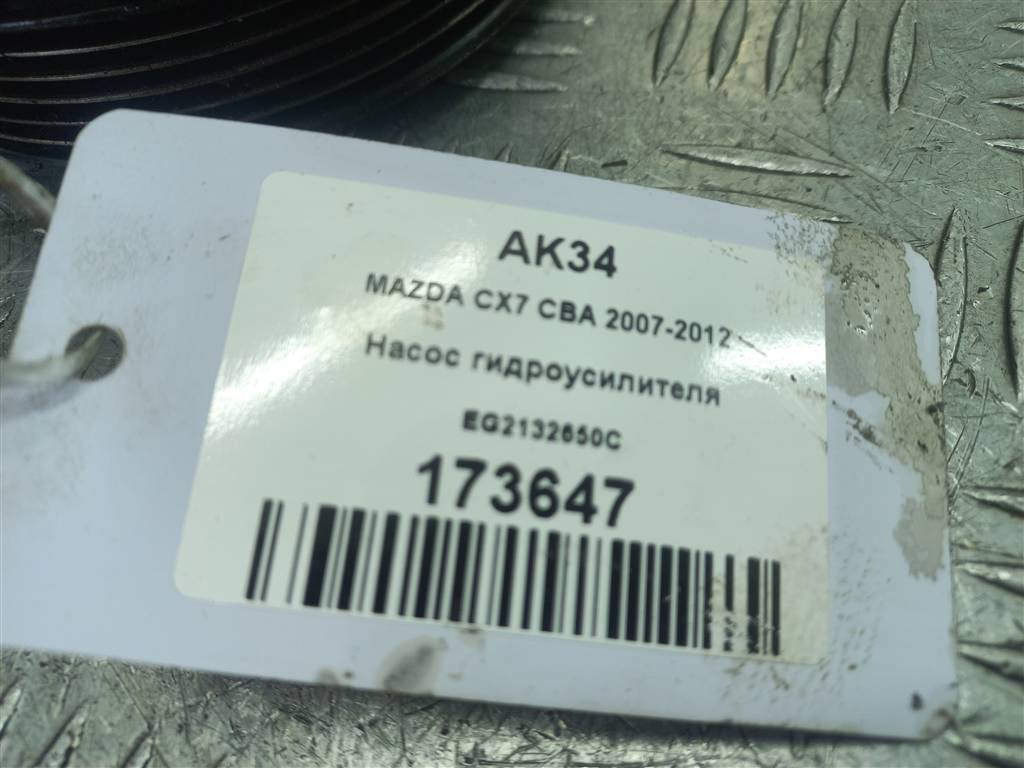 AK34
MAZDA CX7 CBA 2007-2012
Насос гидроусилителя
EG2132650C
173647